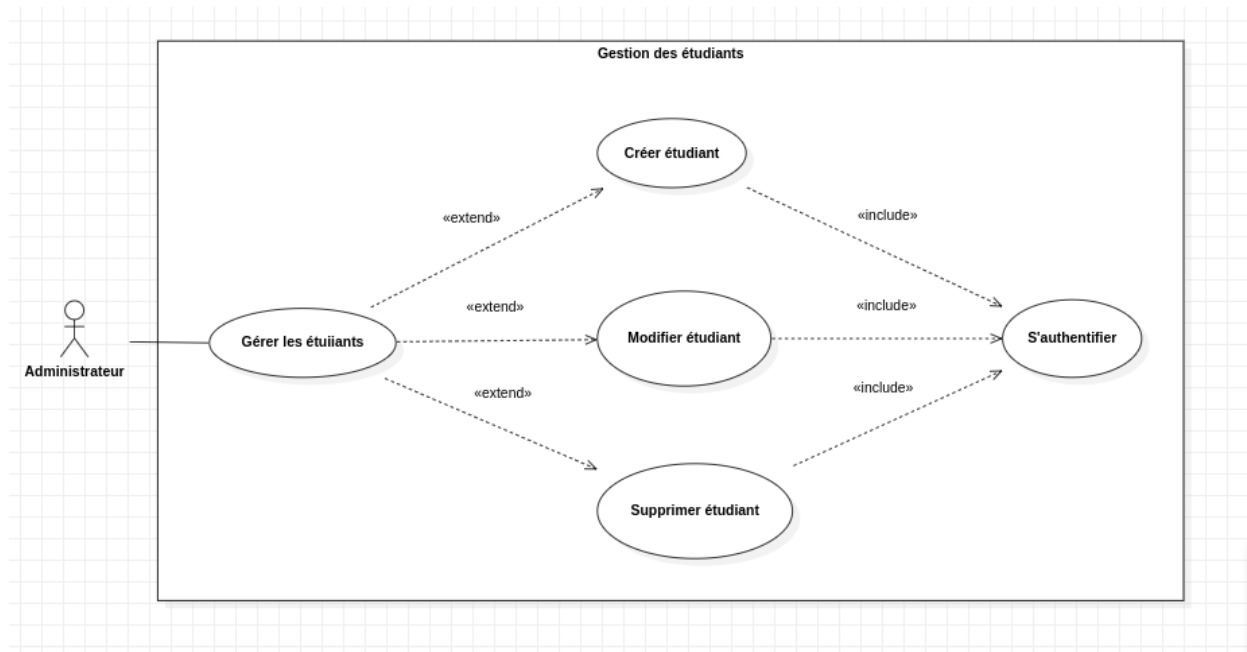 Gestion des étudiants
Créer étudiant
«extend»
«include»
«extend»
«include»
Gérer les étuiiants
Modifier étudiant
S'authentifier
Administrateur
«extend»
«include»
Supprimer étudiant